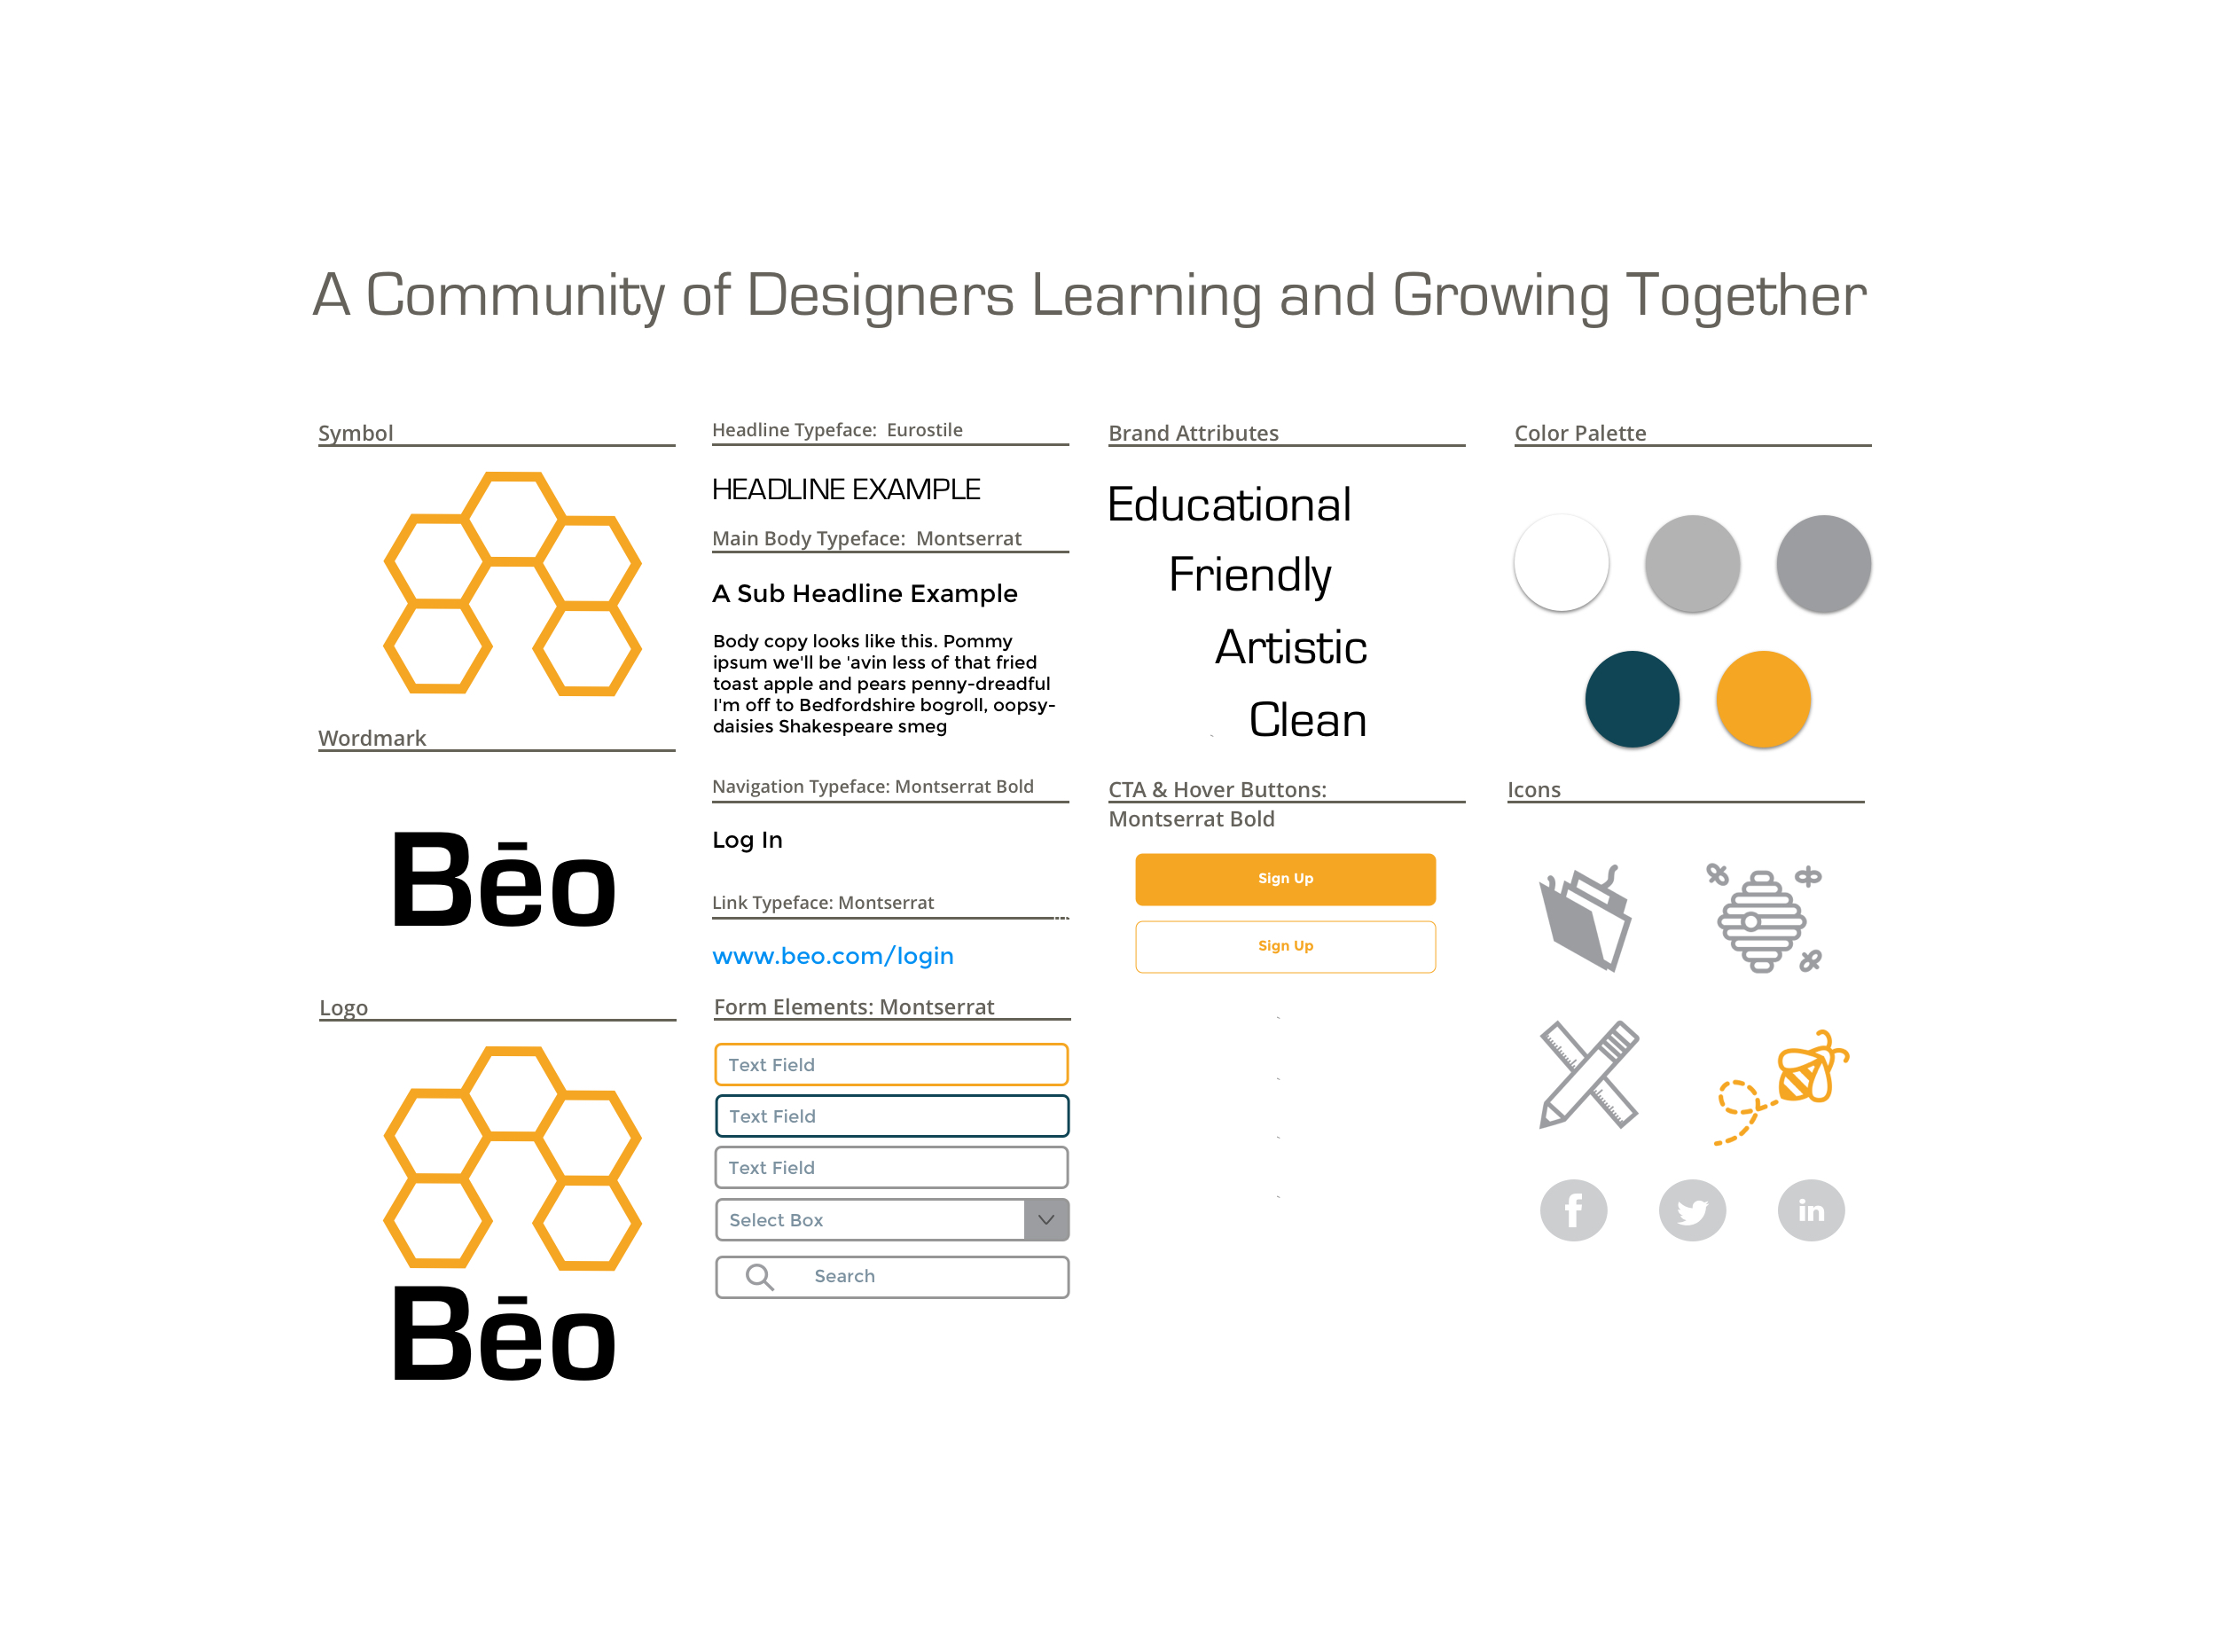 A Community of Designers Learning and Growing Together
Symbol
Wordmark
Bēo
Logo
Bēo
Headline Typeface:  Eurostile
HEADLINE EXAMPLE
Main Body Typeface:  Montserrat
A Sub Headline Example
Body copy looks like this. Pommy
ipsum we'll be 'avin less of that fried
toast apple and pears penny-dreadful
I'm off to Bedfordshire bogroll, oopsy-
daisies Shakespeare smeg
Navigation Typeface: Montserrat Bold
Log In
Link Typeface: Montserrat
www.beo.com/login
Form Elements: Montserrat
Text Field
Text Field
Text Field
Select Box
Search
Brand Attributes
Educational
Friendly
Artistic
Clean
CTA & Hover Buttons:
Montserrat Bold
Sign Up
Sign Up
Color Palette
Icons
f
in